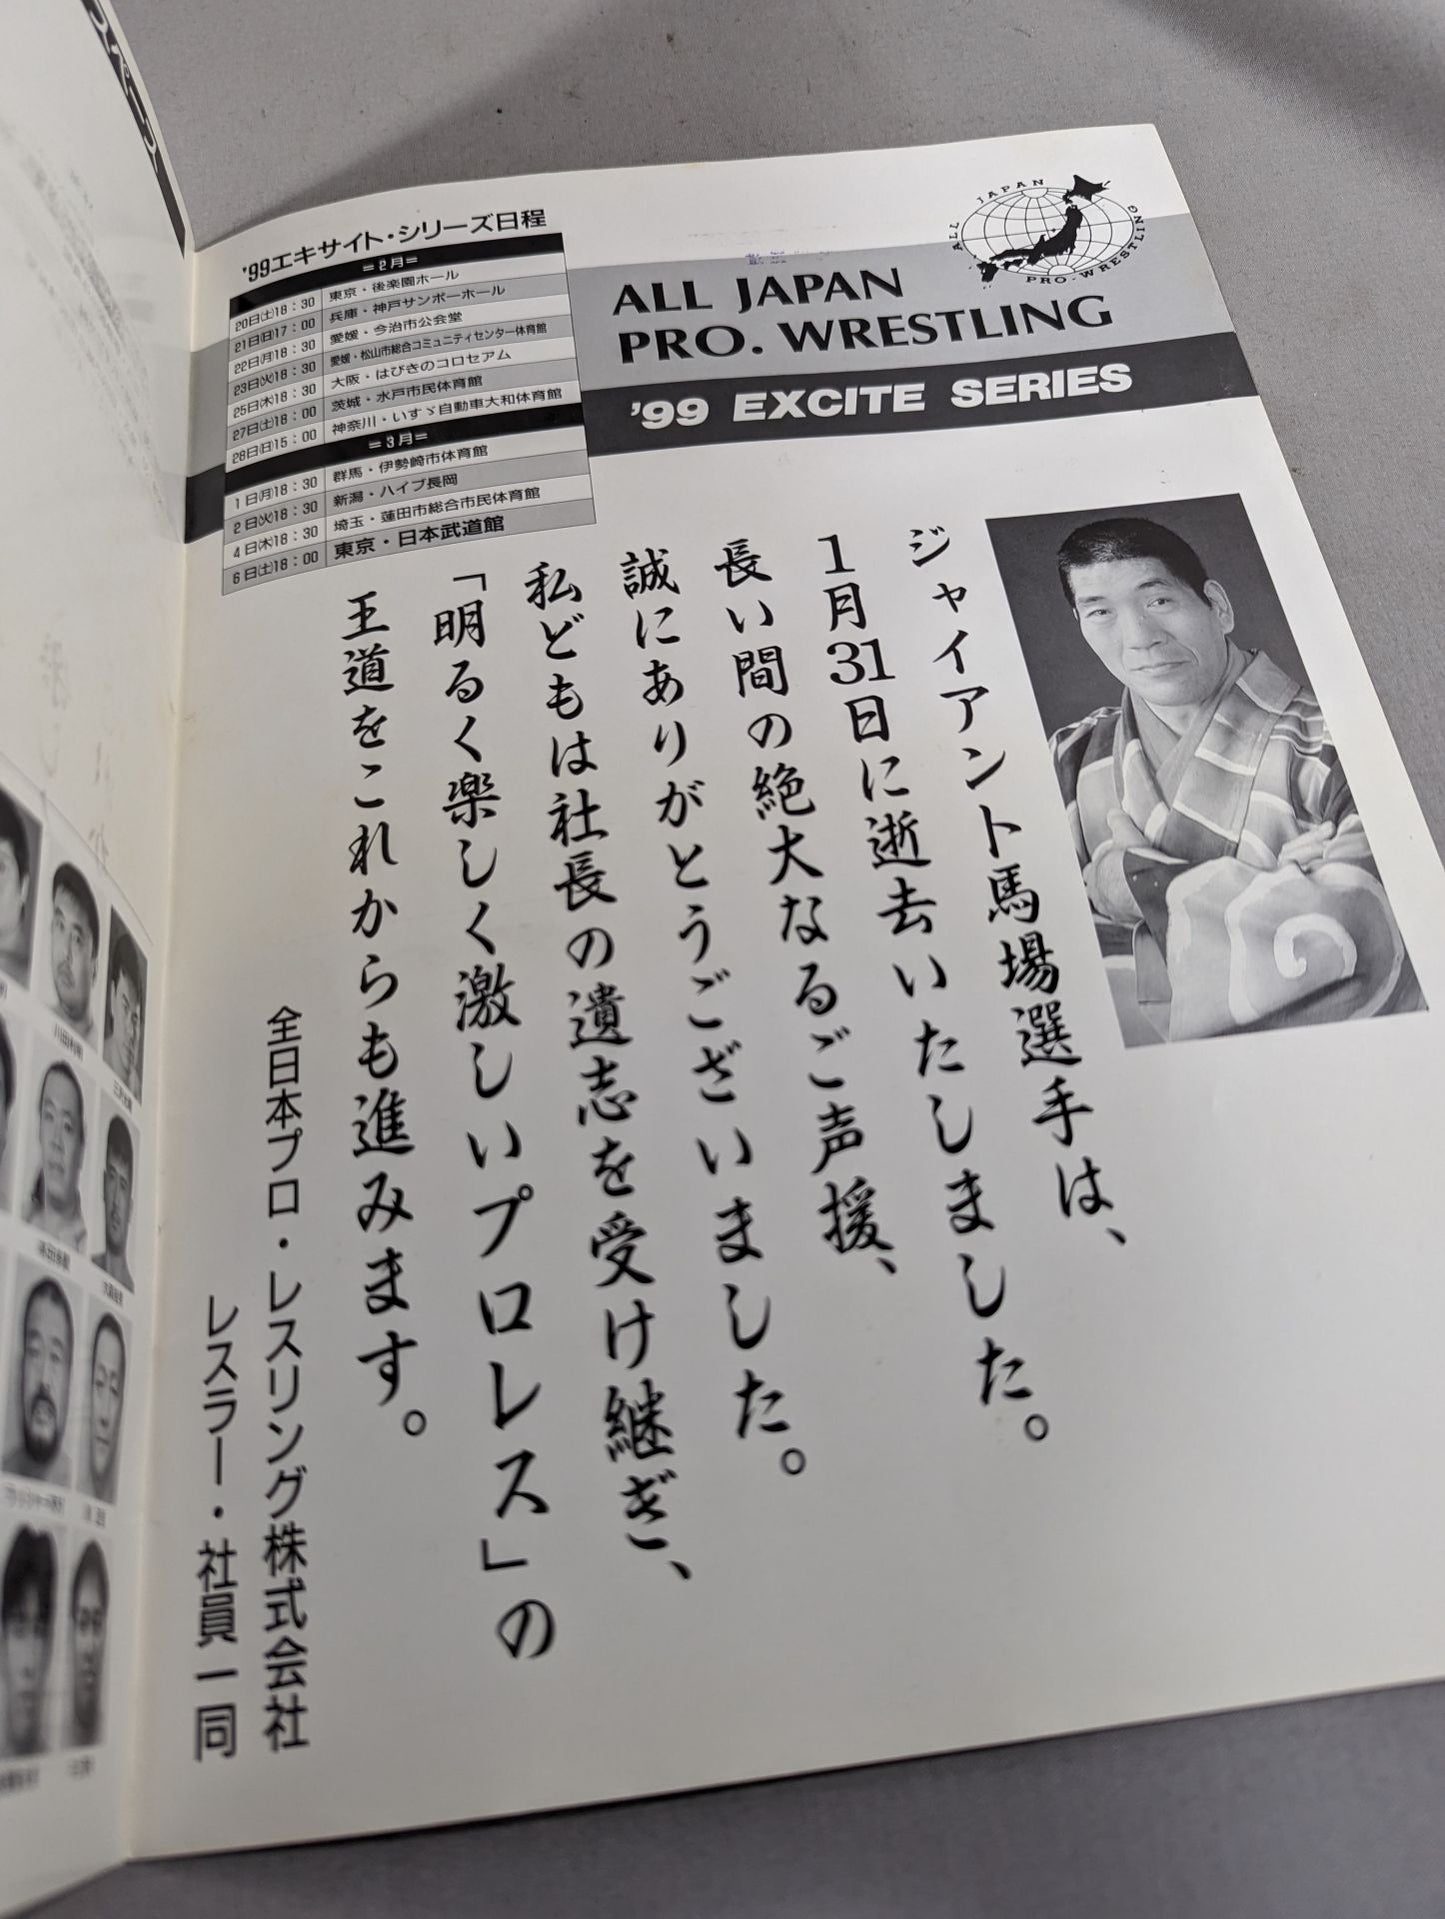 '99エキサイト・シリーズ日程
=2月=
20日(土)18:30 東京・後楽園ホール
21日(日)17:00 兵庫・神戸サンボーホール
22日(月)18:30 愛媛・今治市公会堂
23日(火)18:30 愛媛・松山市総合コミュニティセンター体育館
25日(木)18:30 大阪・はびきのコロセアム
27日(土)18:00 茨城・水戸市民体育館
28日(日)15:00 神奈川・いすゞ自動車大和体育館
=3月=
1日(月)18:30 群馬・伊勢崎市体育館
2日(火)18:30 新潟・ハイブ長岡
4日(木)18:30 埼玉・蓮田市総合市民体育館
6日(土)18:00 東京・日本武道館
ALL JAPAN PRO-WRESTLING
ALL JAPAN
PRO. WRESTLING
'99 EXCITE SERIES
ジャイアント馬場選手は、
1月31日に逝去いたしました。
長い間の絶大なるご声援、
誠にありがとうございました。
私どもは社長の遺志を受け継ぎ、
「明るく楽しく激しいプロレス」の
王道をこれからも進みます。
全日本プロ・レスリング株式会社
レスラー・社員一同
川田利明